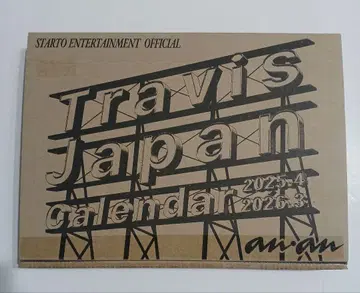 STARTO ENTERTAINMENT OFFICIAL
Travis
Japan
Calendar 2025.4
2026.3
an·an